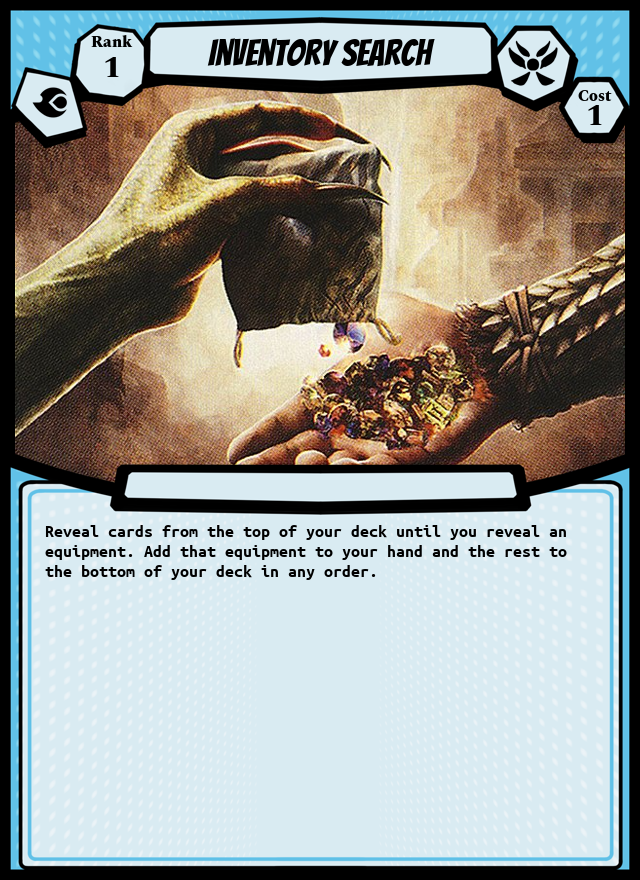 Rank
1
INVENTORY SEARCH
Cost
1
Reveal cards from the top of your deck until you reveal an
equipment. Add that equipment to your hand and the rest to
the bottom of your deck in any order.